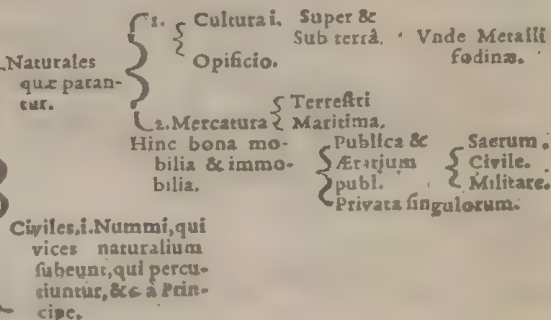 Naturales
quæ paran-
tur.
1. Cultura i. Super &
Sub terrâ. Vnde Metalli
fodinæ.
Opificio.
2. Mercatura
Terrestri
Maritima.
Hinc bona mo-
bilia & immo-
bilia.
Publica &
Ærarium
publ.
Sacrum.
Civile.
Militare.
Privata singulorum.
Civiles, i. Nummi, qui
vices naturalium
subeunt, qui percu-
tiuntur, &c à Prin-
cipe.